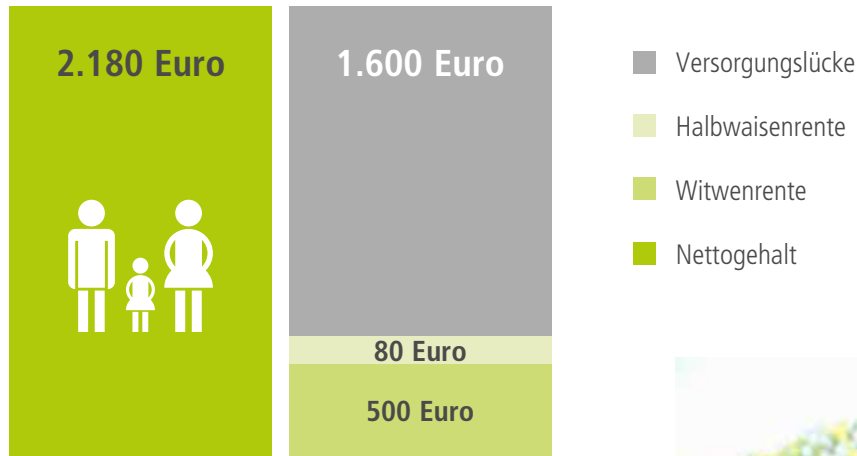 2.180 Euro
1.600 Euro
80 Euro
500 Euro
Versorgungslücke
Halbwaisenrente
Witwenrente
Nettogehalt